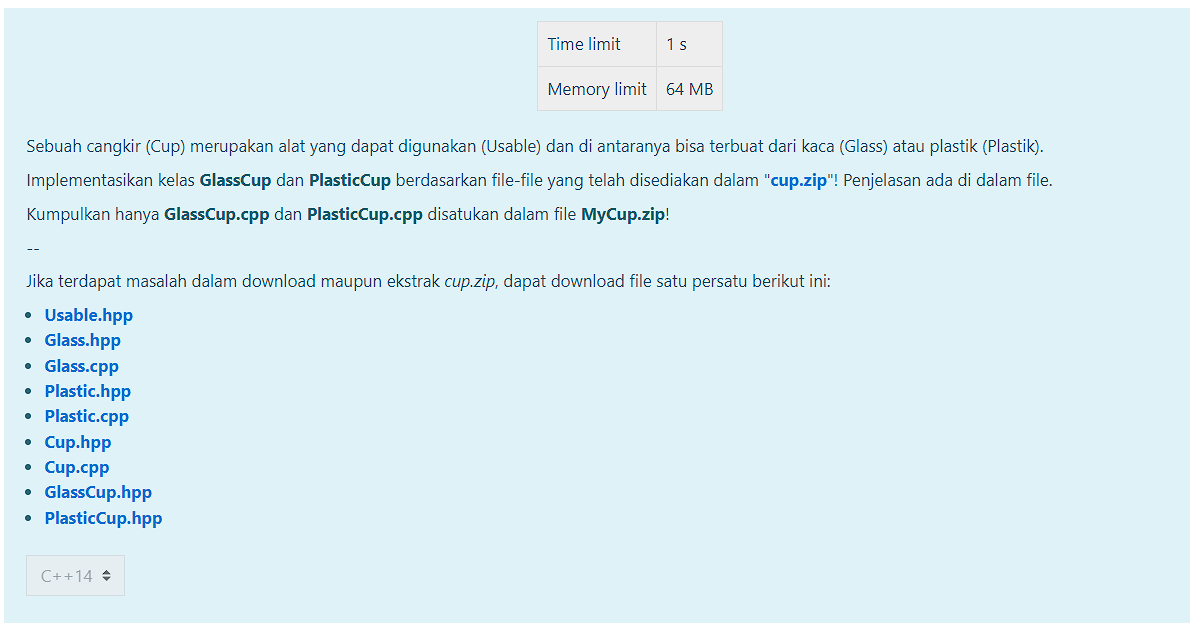 Time limit 1 s
Memory limit 64 MB
Sebuah cangkir (Cup) merupakan alat yang dapat digunakan (Usable) dan di antaranya bisa terbuat dari kaca (Glass) atau plastik (Plastik).
Implementasikan kelas GlassCup dan PlasticCup berdasarkan file-file yang telah disediakan dalam "cup.zip"! Penjelasan ada di dalam file.
Kumpulkan hanya GlassCup.cpp dan PlasticCup.cpp disatukan dalam file MyCup.zip!
--
Jika terdapat masalah dalam download maupun ekstrak cup.zip, dapat download file satu persatu berikut ini:
• Usable.hpp
• Glass.hpp
• Glass.cpp
• Plastic.hpp
• Plastic.cpp
• Cup.hpp
• Cup.cpp
• GlassCup.hpp
• PlasticCup.hpp
C++14